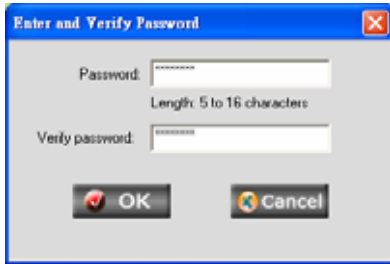 Enter and Verify Password
Password: ********
Length: 5 to 16 characters
Verify password: ********
OK Cancel